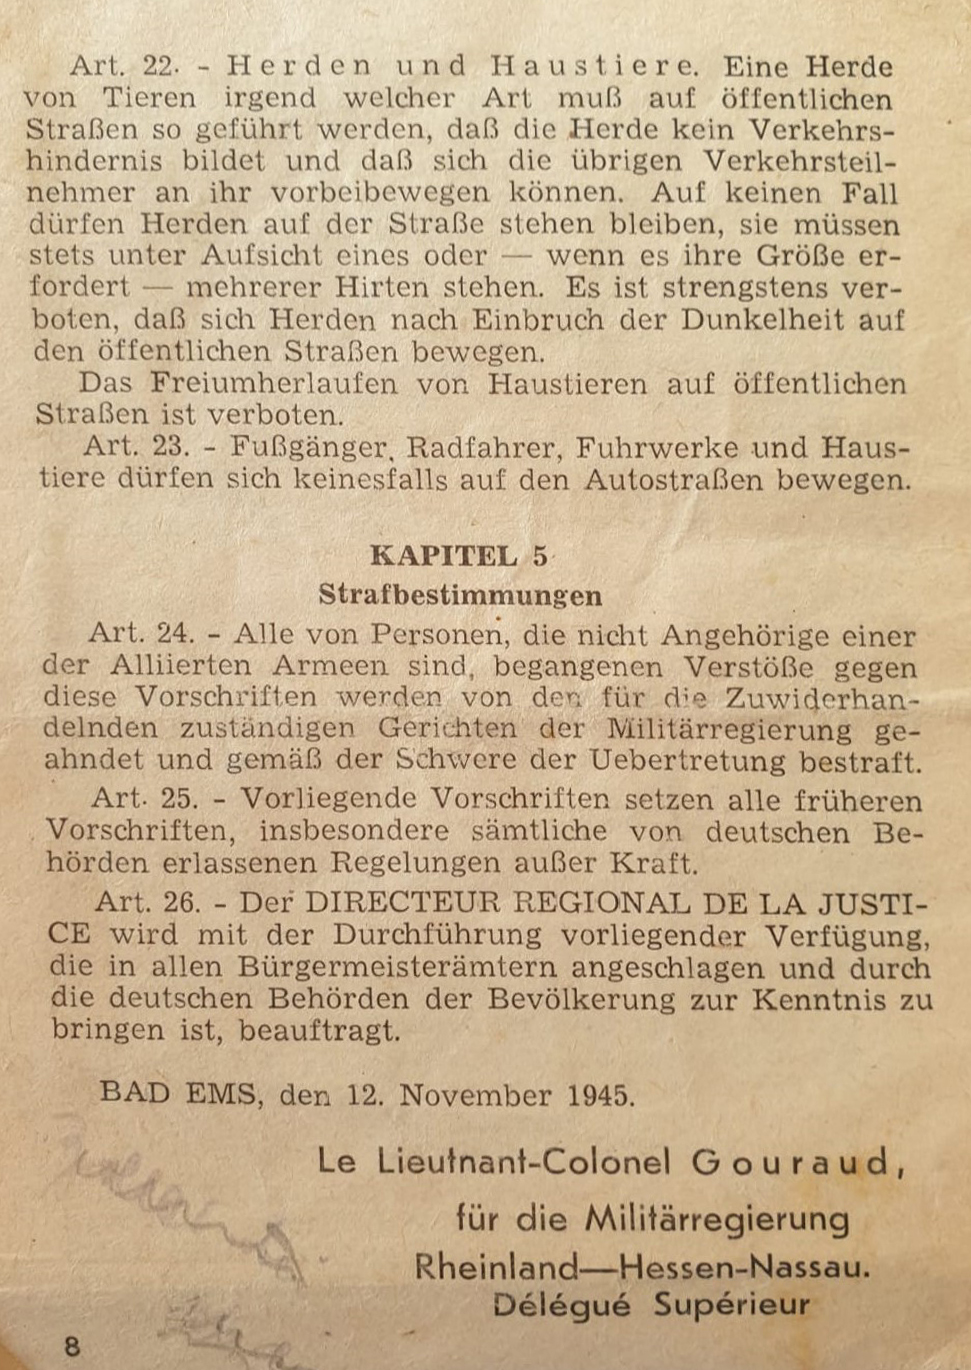 Art. 22. - Herden und Haustiere. Eine Herde
von Tieren irgend welcher Art muß auf öffentlichen
Straßen so geführt werden, daß die Herde kein Verkehrs-
hindernis bildet und daß sich die übrigen Verkehrsteil-
nehmer an ihr vorbeibewegen können. Auf keinen Fall
dürfen Herden auf der Straße stehen bleiben, sie müssen
stets unter Aufsicht eines oder — wenn es ihre Größe er-
fordert — mehrerer Hirten stehen. Es ist strengstens ver-
boten, daß sich Herden nach Einbruch der Dunkelheit auf
den öffentlichen Straßen bewegen.
Das Freiumherlaufen von Haustieren auf öffentlichen
Straßen ist verboten.
Art. 23. - Fußgänger, Radfahrer, Fuhrwerke und Haus-
tiere dürfen sich keinesfalls auf den Autostraßen bewegen.
KAPITEL 5
Strafbestimmungen
Art. 24. - Alle von Personen, die nicht Angehörige einer
der Alliierten Armeen sind, begangenen Verstöße gegen
diese Vorschriften werden von den für die Zuwiderhan-
delnden zuständigen Gerichten der Militärregierung ge-
ahndet und gemäß der Schwere der Uebertretung bestraft.
Art. 25. - Vorliegende Vorschriften setzen alle früheren
Vorschriften, insbesondere sämtliche von deutschen Be-
hörden erlassenen Regelungen außer Kraft.
Art. 26. - Der DIRECTEUR REGIONAL DE LA JUSTI-
CE wird mit der Durchführung vorliegender Verfügung,
die in allen Bürgermeisterämtern angeschlagen und durch
die deutschen Behörden der Bevölkerung zur Kenntnis zu
bringen ist, beauftragt.
BAD EMS, den 12. November 1945.
Le Lieutnant-Colonel Gouraud,
für die Militärregierung
Rheinland—Hessen-Nassau.
Délégué Supérieur
8